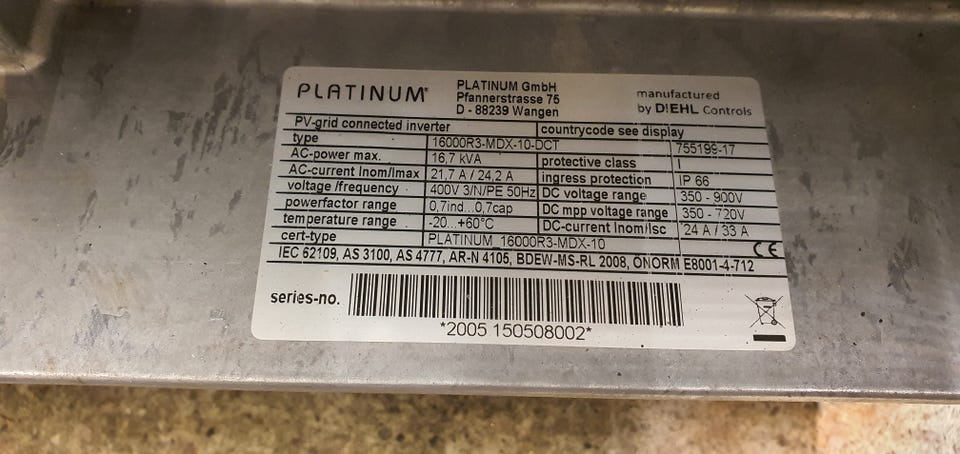 PLATINUM®
PLATINUM GmbH
Pfannerstrasse 75
D - 88239 Wangen
manufactured
by DIEHL Controls
PV-grid connected inverter countrycode see display
type 16000R3-MDX-10-DCT 755199-17
AC-power max. 16,7 kVA protective class I
AC-current Inom/Imax 21,7 A / 24,2 A ingress protection IP 66
voltage /frequency 400V 3/N/PE 50Hz DC voltage range 350 - 900V
powerfactor range 0,7ind...0,7cap DC mpp voltage range 350 - 720V
temperature range -20...+60°C DC-current Inom/Isc 24 A / 33 A
cert-type PLATINUM_16000R3-MDX-10 CE
IEC 62109, AS 3100, AS 4777, AR-N 4105, BDEW-MS-RL 2008, ÖNORM E8001-4-712
series-no.
*2005 150508002*